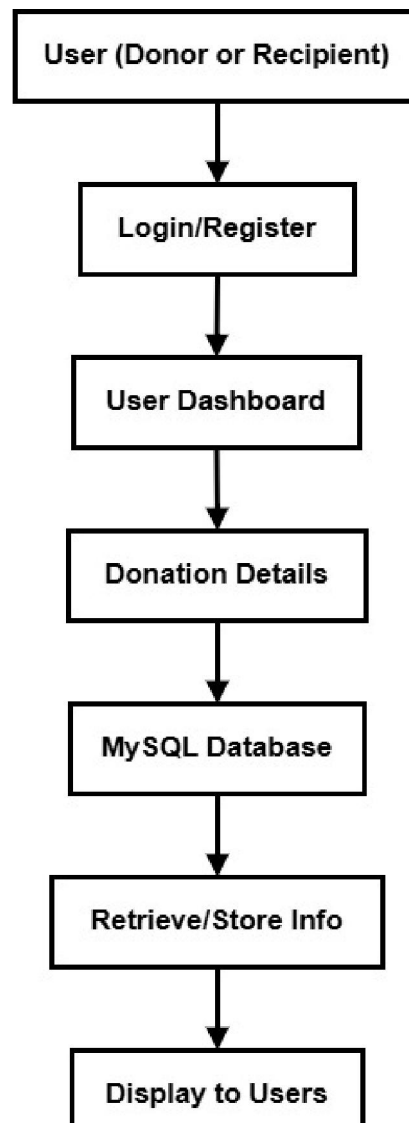 User (Donor or Recipient)
Login/Register
User Dashboard
Donation Details
MySQL Database
Retrieve/Store Info
Display to Users